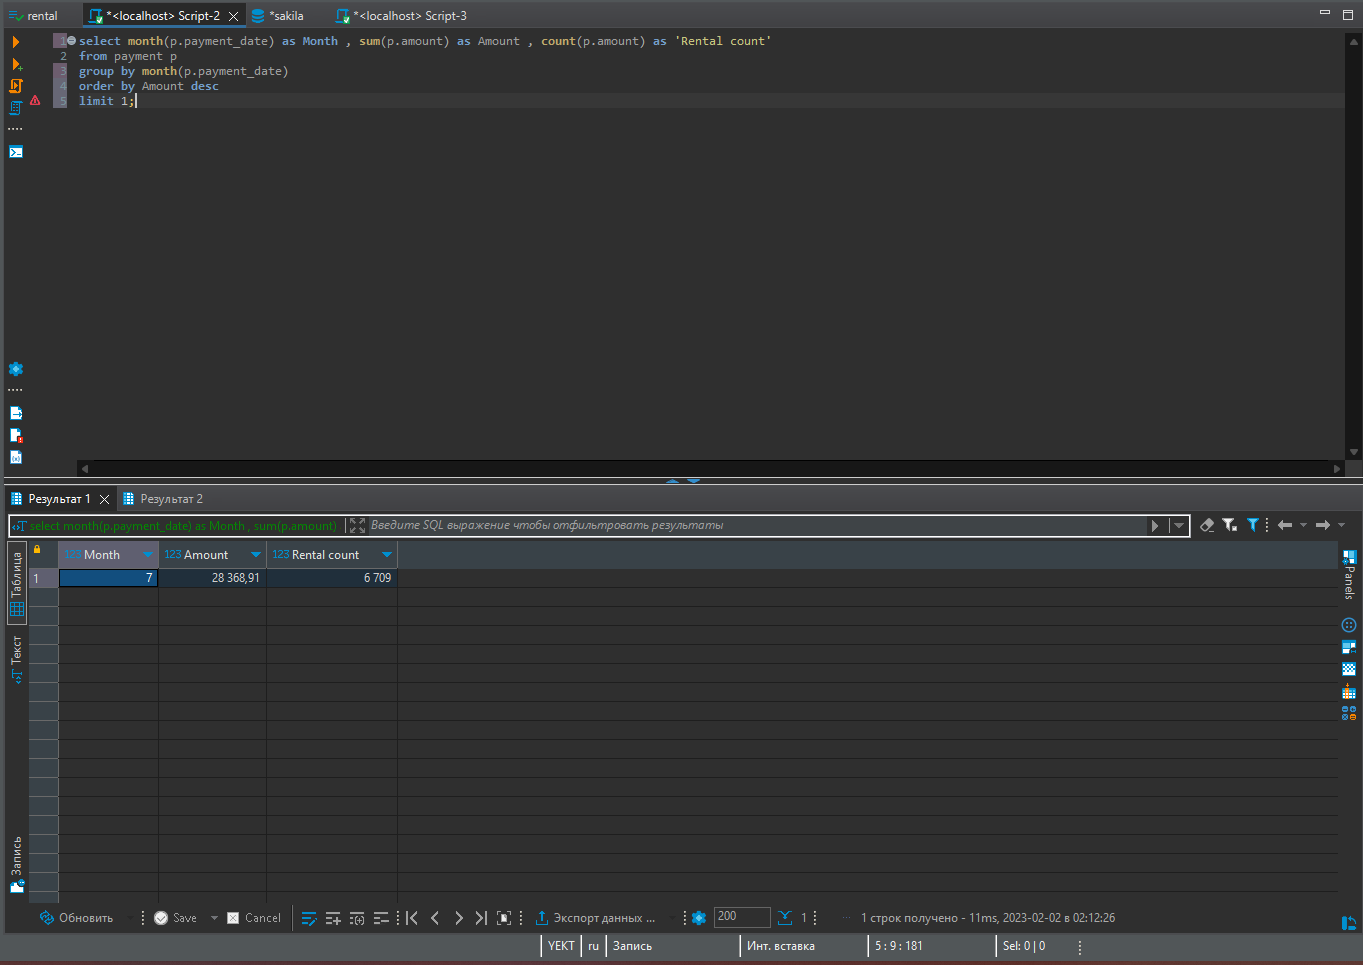 rental
*<localhost> Script-2
*sakila
*<localhost> Script-3
1 select month(p.payment_date) as Month , sum(p.amount) as Amount , count(p.amount) as 'Rental count'
2 from payment p
3 group by month(p.payment_date)
4 order by Amount desc
5 limit 1;
Результат 1
Результат 2
select month(p.payment_date) as Month , sum(p.amount)
Введите SQL выражение чтобы отфильтровать результаты
Таблица
Текст
Запись
123 Month
123 Amount
123 Rental count
1 7 28 368,91 6 709
Panels
Обновить
Save
Cancel
Экспорт данных ...
200
1
1 строк получено - 11ms, 2023-02-02 в 02:12:26
YEKT
ru
Запись
Инт. вставка
5 : 9 : 181
Sel: 0 | 0